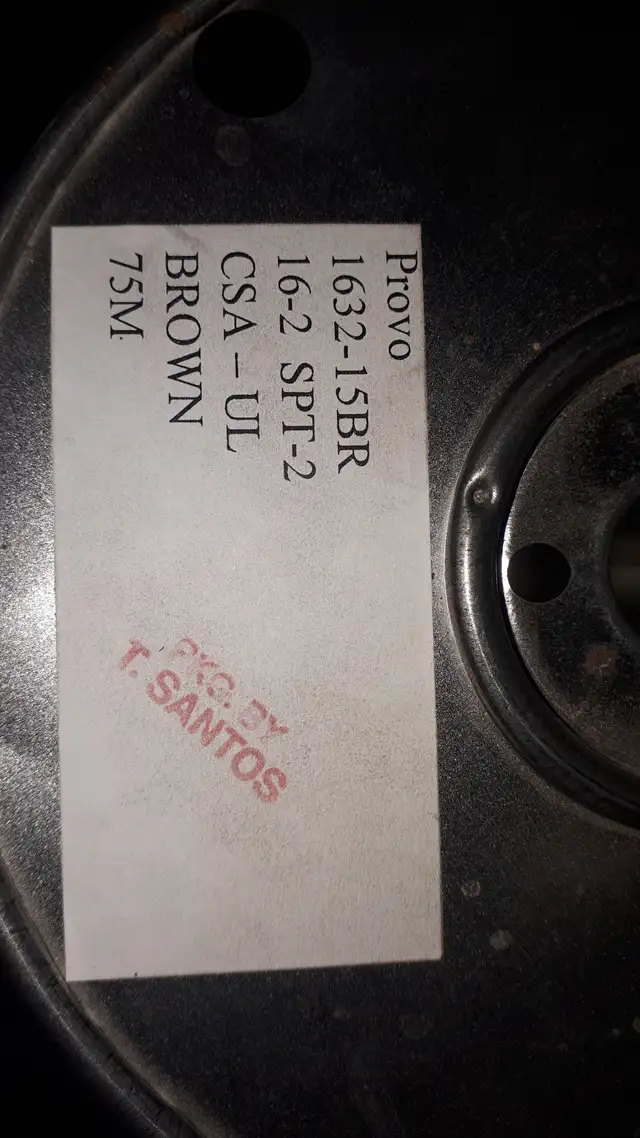 Provo
1632-15BR
16-2 SPT-2
CSA – UL
BROWN
75M
PKG. BY
T. SANTOS